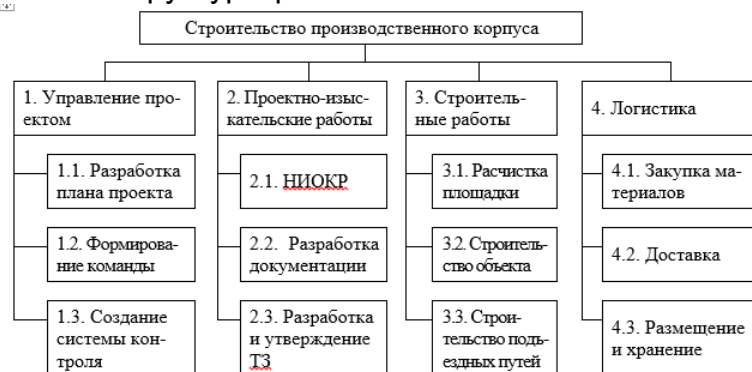 Строительство производственного корпуса
1. Управление про-
ектом
2. Проектно-изыс-
кательские работы
3. Строитель-
ные работы
4. Логистика
1.1. Разработка
плана проекта
2.1. НИОКР
3.1. Расчистка
площадки
4.1. Закупка ма-
териалов
1.2. Формирова-
ние команды
2.2. Разработка
документации
3.2. Строитель-
ство объекта
4.2. Доставка
1.3. Создание
системы кон-
троля
2.3. Разработка
и утверждение
ТЗ
3.3. Строи-
тельство подъ-
ездных путей
4.3. Размещение
и хранение